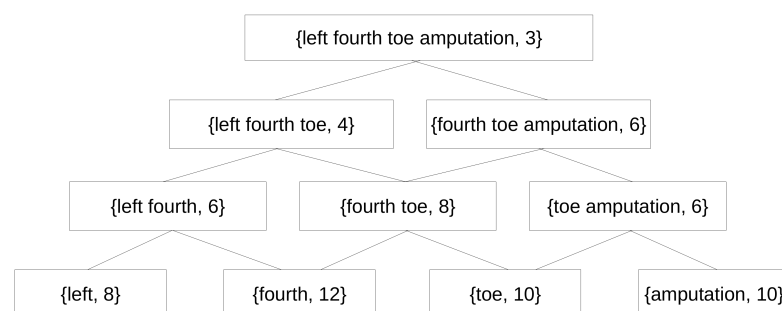 {left fourth toe amputation, 3}
{left fourth toe, 4} {fourth toe amputation, 6}
{left fourth, 6} {fourth toe, 8} {toe amputation, 6}
{left, 8} {fourth, 12} {toe, 10} {amputation, 10}